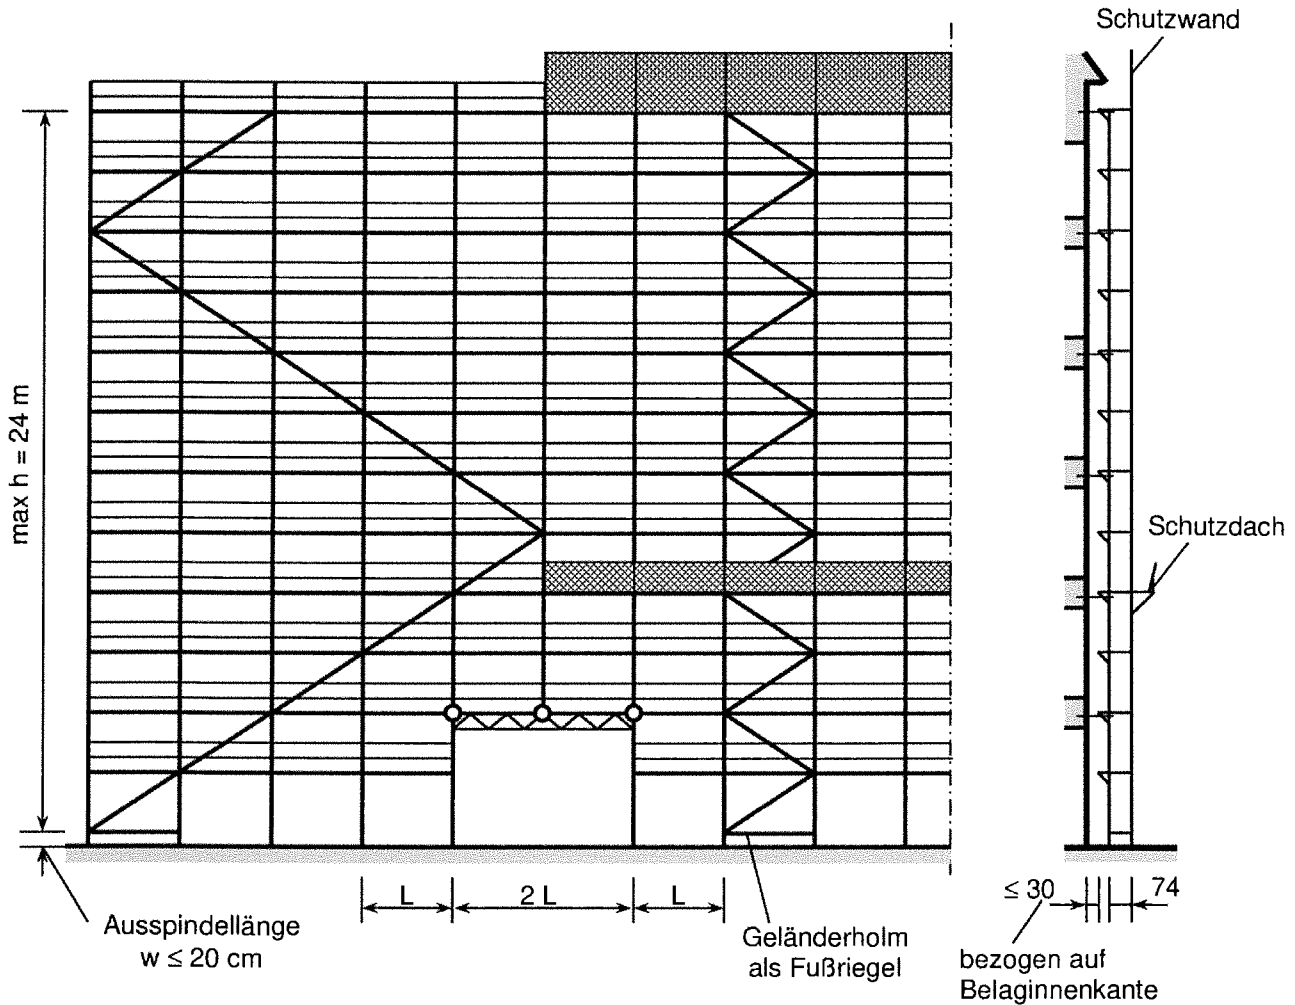 Schutzwand
max h = 24 m
Schutzdach
L
2 L
L
≤ 30
74
Ausspindellänge
w ≤ 20 cm
Geländerholm
als Fußriegel
bezogen auf
Belaginnenkante